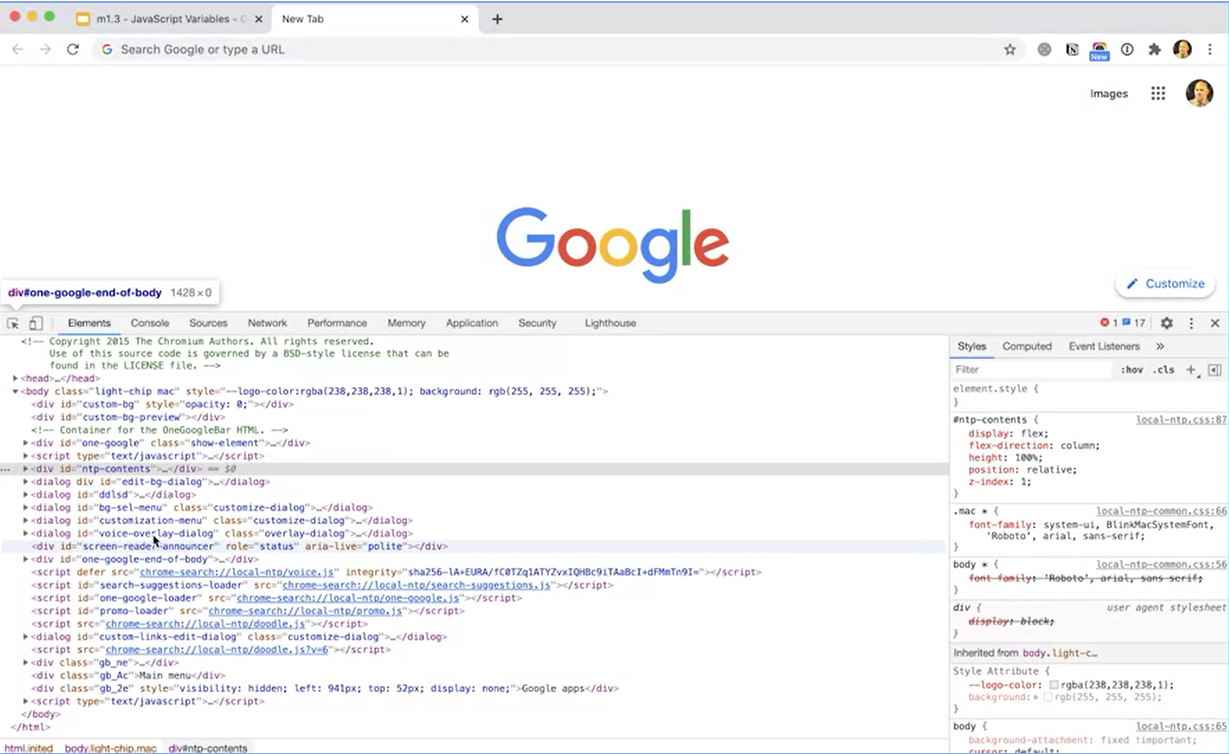 m1.3 - JavaScript Variables - G
New Tab
Search Google or type a URL
New
Images
Google
Customize
div#one-google-end-of-body 1428 × 0
Elements Console Sources Network Performance Memory Application Security Lighthouse 1 17
<!-- Copyright 2015 The Chromium Authors. All rights reserved.
Use of this source code is governed by a BSD-style license that can be
found in the LICENSE file. -->
<head>…</head>
<body class="light-chip mac" style="--logo-color:rgba(238,238,238,1); background: rgb(255, 255, 255);">
<div id="custom-bg" style="opacity: 0;"></div>
<div id="custom-bg-preview"></div>
<!-- Container for the OneGoogleBar HTML. -->
<div id="one-google" class="show-element">…</div>
<script type="text/javascript">…</script>
… <div id="ntp-contents">…</div> == $0
<dialog div id="edit-bg-dialog">…</dialog>
<dialog id="ddlsd">…</dialog>
<dialog id="bg-sel-menu" class="customize-dialog">…</dialog>
<dialog id="customization-menu" class="customize-dialog">…</dialog>
<dialog id="voice-overlay-dialog" class="overlay-dialog">…</dialog>
<div id="screen-reader-announcer" role="status" aria-live="polite"></div>
<div id="one-google-end-of-body">…</div>
<script defer src="chrome-search://local-ntp/voice.js" integrity="sha256-lA+EURA/fC0TZq1ATYZvxIQHBc9iTAaBcI+dFMmTn9I="></script>
<script id="search-suggestions-loader" src="chrome-search://local-ntp/search-suggestions.js"></script>
<script id="one-google-loader" src="chrome-search://local-ntp/one-google.js"></script>
<script id="promo-loader" src="chrome-search://local-ntp/promo.js"></script>
<script src="chrome-search://local-ntp/doodle.js"></script>
<dialog id="custom-links-edit-dialog" class="customize-dialog">…</dialog>
<script src="chrome-search://local-ntp/doodle.js?v=6"></script>
<div class="gb_ne">…</div>
<div class="gb_Ac">Main menu</div>
<div class="gb_2e" style="visibility: hidden; left: 941px; top: 52px; display: none;">Google apps</div>
<script type="text/javascript">…</script>
</body>
</html>
html.inited body.light-chip.mac div#ntp-contents
Styles Computed Event Listeners »
Filter :hov .cls +
element.style {
}
#ntp-contents { local-ntp.css:87
display: flex;
flex-direction: column;
height: 100%;
position: relative;
z-index: 1;
}
.mac * { local-ntp-common.css:66
font-family: system-ui, BlinkMacSystemFont,
'Roboto', arial, sans-serif;
}
body * { local-ntp-common.css:56
font-family: 'Roboto', arial, sans-serif;
}
div { user agent stylesheet
display: block;
}
Inherited from body.light-c…
Style Attribute {
--logo-color: rgba(238,238,238,1);
background: rgb(255, 255, 255);
}
body { local-ntp.css:65
background-attachment: fixed !important;
cursor: default;